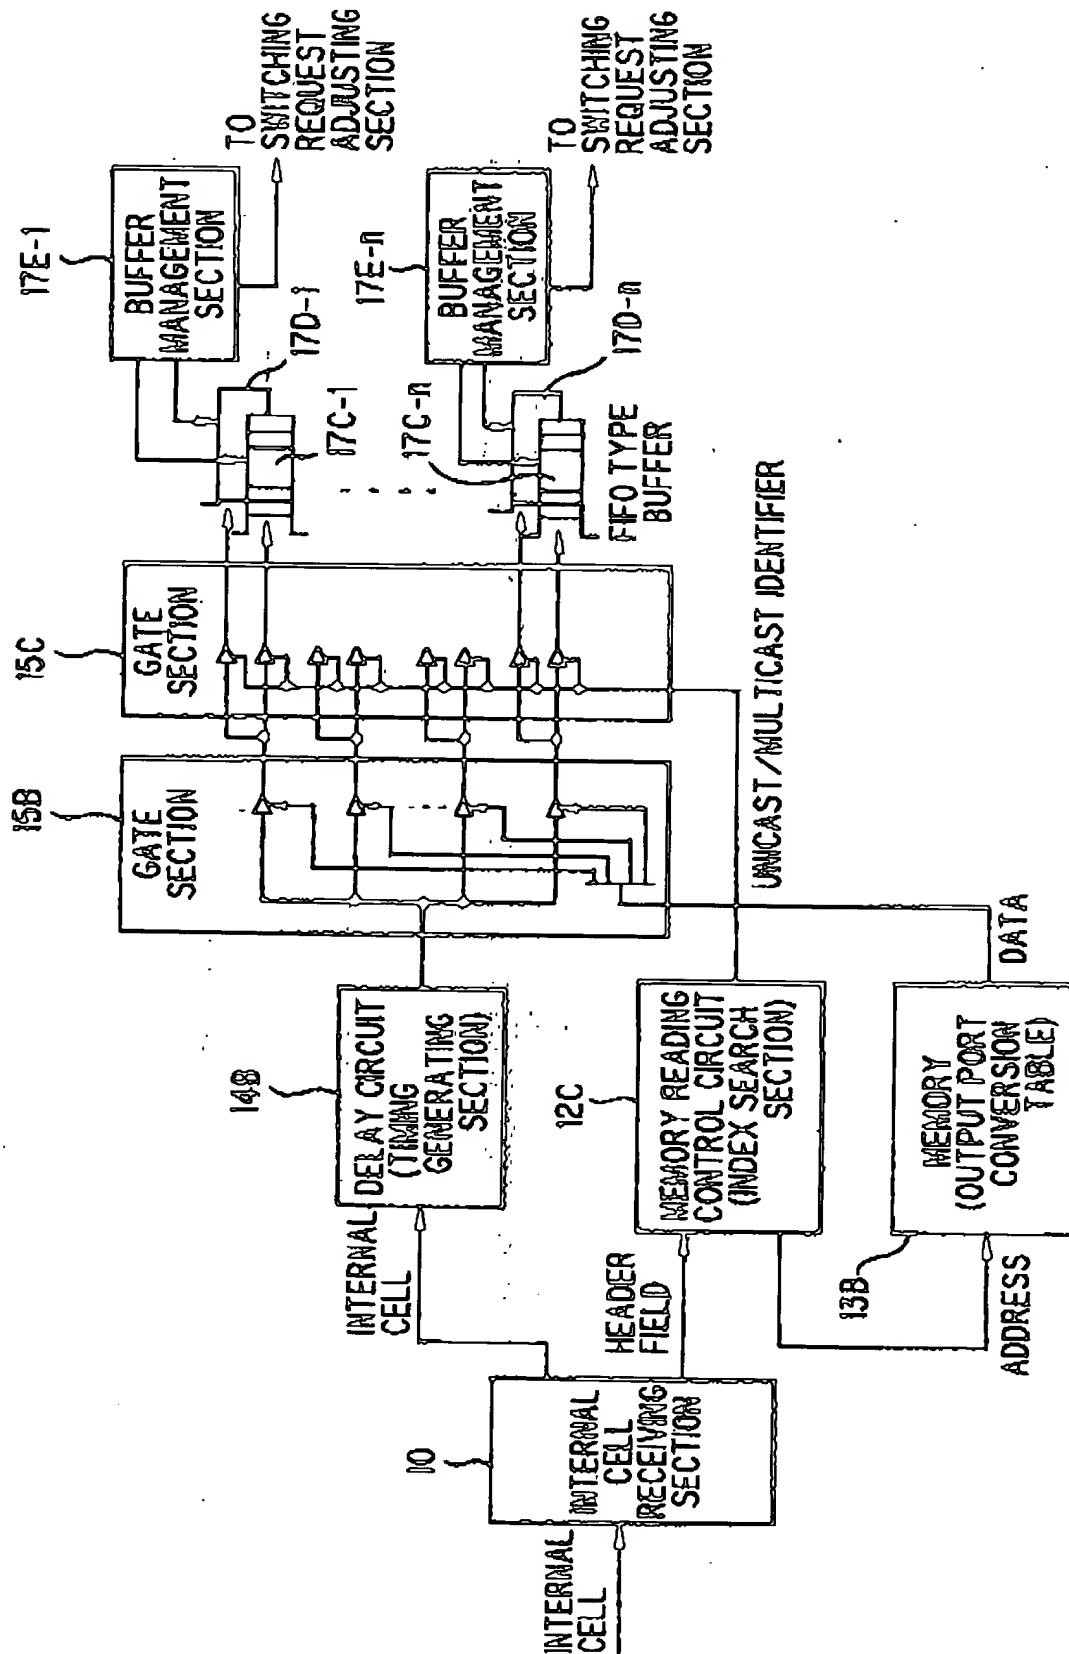 INTERNAL
CELL
10
INTERNAL
CELL
RECEIVING
SECTION
INTERNAL
CELL
HEADER
FIELD
ADDRESS
14B
DELAY CIRCUIT
(TIMING
GENERATING
SECTION)
12C
MEMORY READING
CONTROL CIRCUIT
(INDEX SEARCH
SECTION)
13B
MEMORY
(OUTPUT PORT
CONVERSION
TABLE)
DATA
UNICAST/MULTICAST IDENTIFIER
15B
GATE
SECTION
15C
GATE
SECTION
17C-1
17D-1
17E-1
BUFFER
MANAGEMENT
SECTION
TO
SWITCHING
REQUEST
ADJUSTING
SECTION
17C-n
17D-n
FIFO TYPE
BUFFER
17E-n
BUFFER
MANAGEMENT
SECTION
TO
SWITCHING
REQUEST
ADJUSTING
SECTION